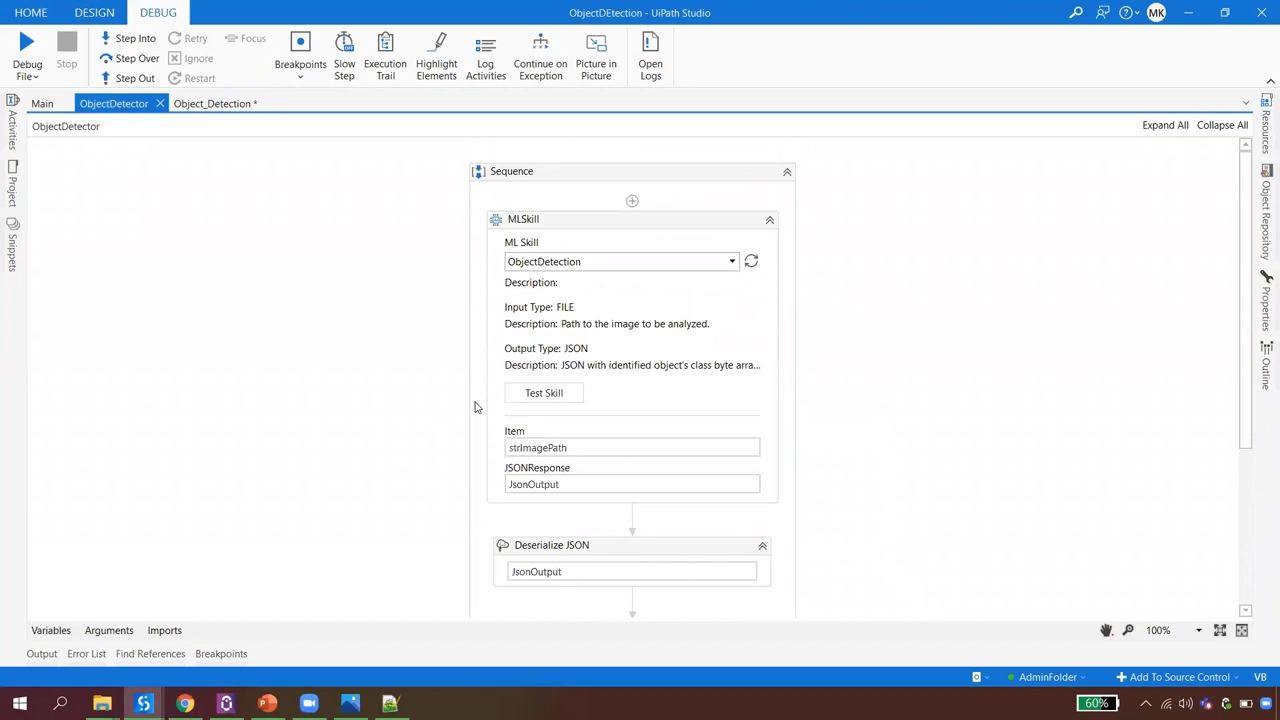 HOME DESIGN DEBUG ObjectDEtection - UiPath Studio MK
Debug File Stop Step Into Step Over Step Out Retry Ignore Restart Focus Breakpoints Slow Step Execution Trail Highlight Elements Log Activities Continue on Exception Picture in Picture Open Logs
Main ObjectDetector Object_Detection *
ObjectDetector Expand All Collapse All
Activities
Project
Snippets
Sequence
MLSkill
ML Skill
ObjectDetection
Description:
Input Type: FILE
Description: Path to the image to be analyzed.
Output Type: JSON
Description: JSON with identified object's class byte arra...
Test Skill
Item
strImagePath
JSONResponse
JsonOutput
Deserialize JSON
JsonOutput
Resources
Object Repository
Properties
Outline
Variables Arguments Imports 100%
Output Error List Find References Breakpoints
AdminFolder Add To Source Control VB
60%